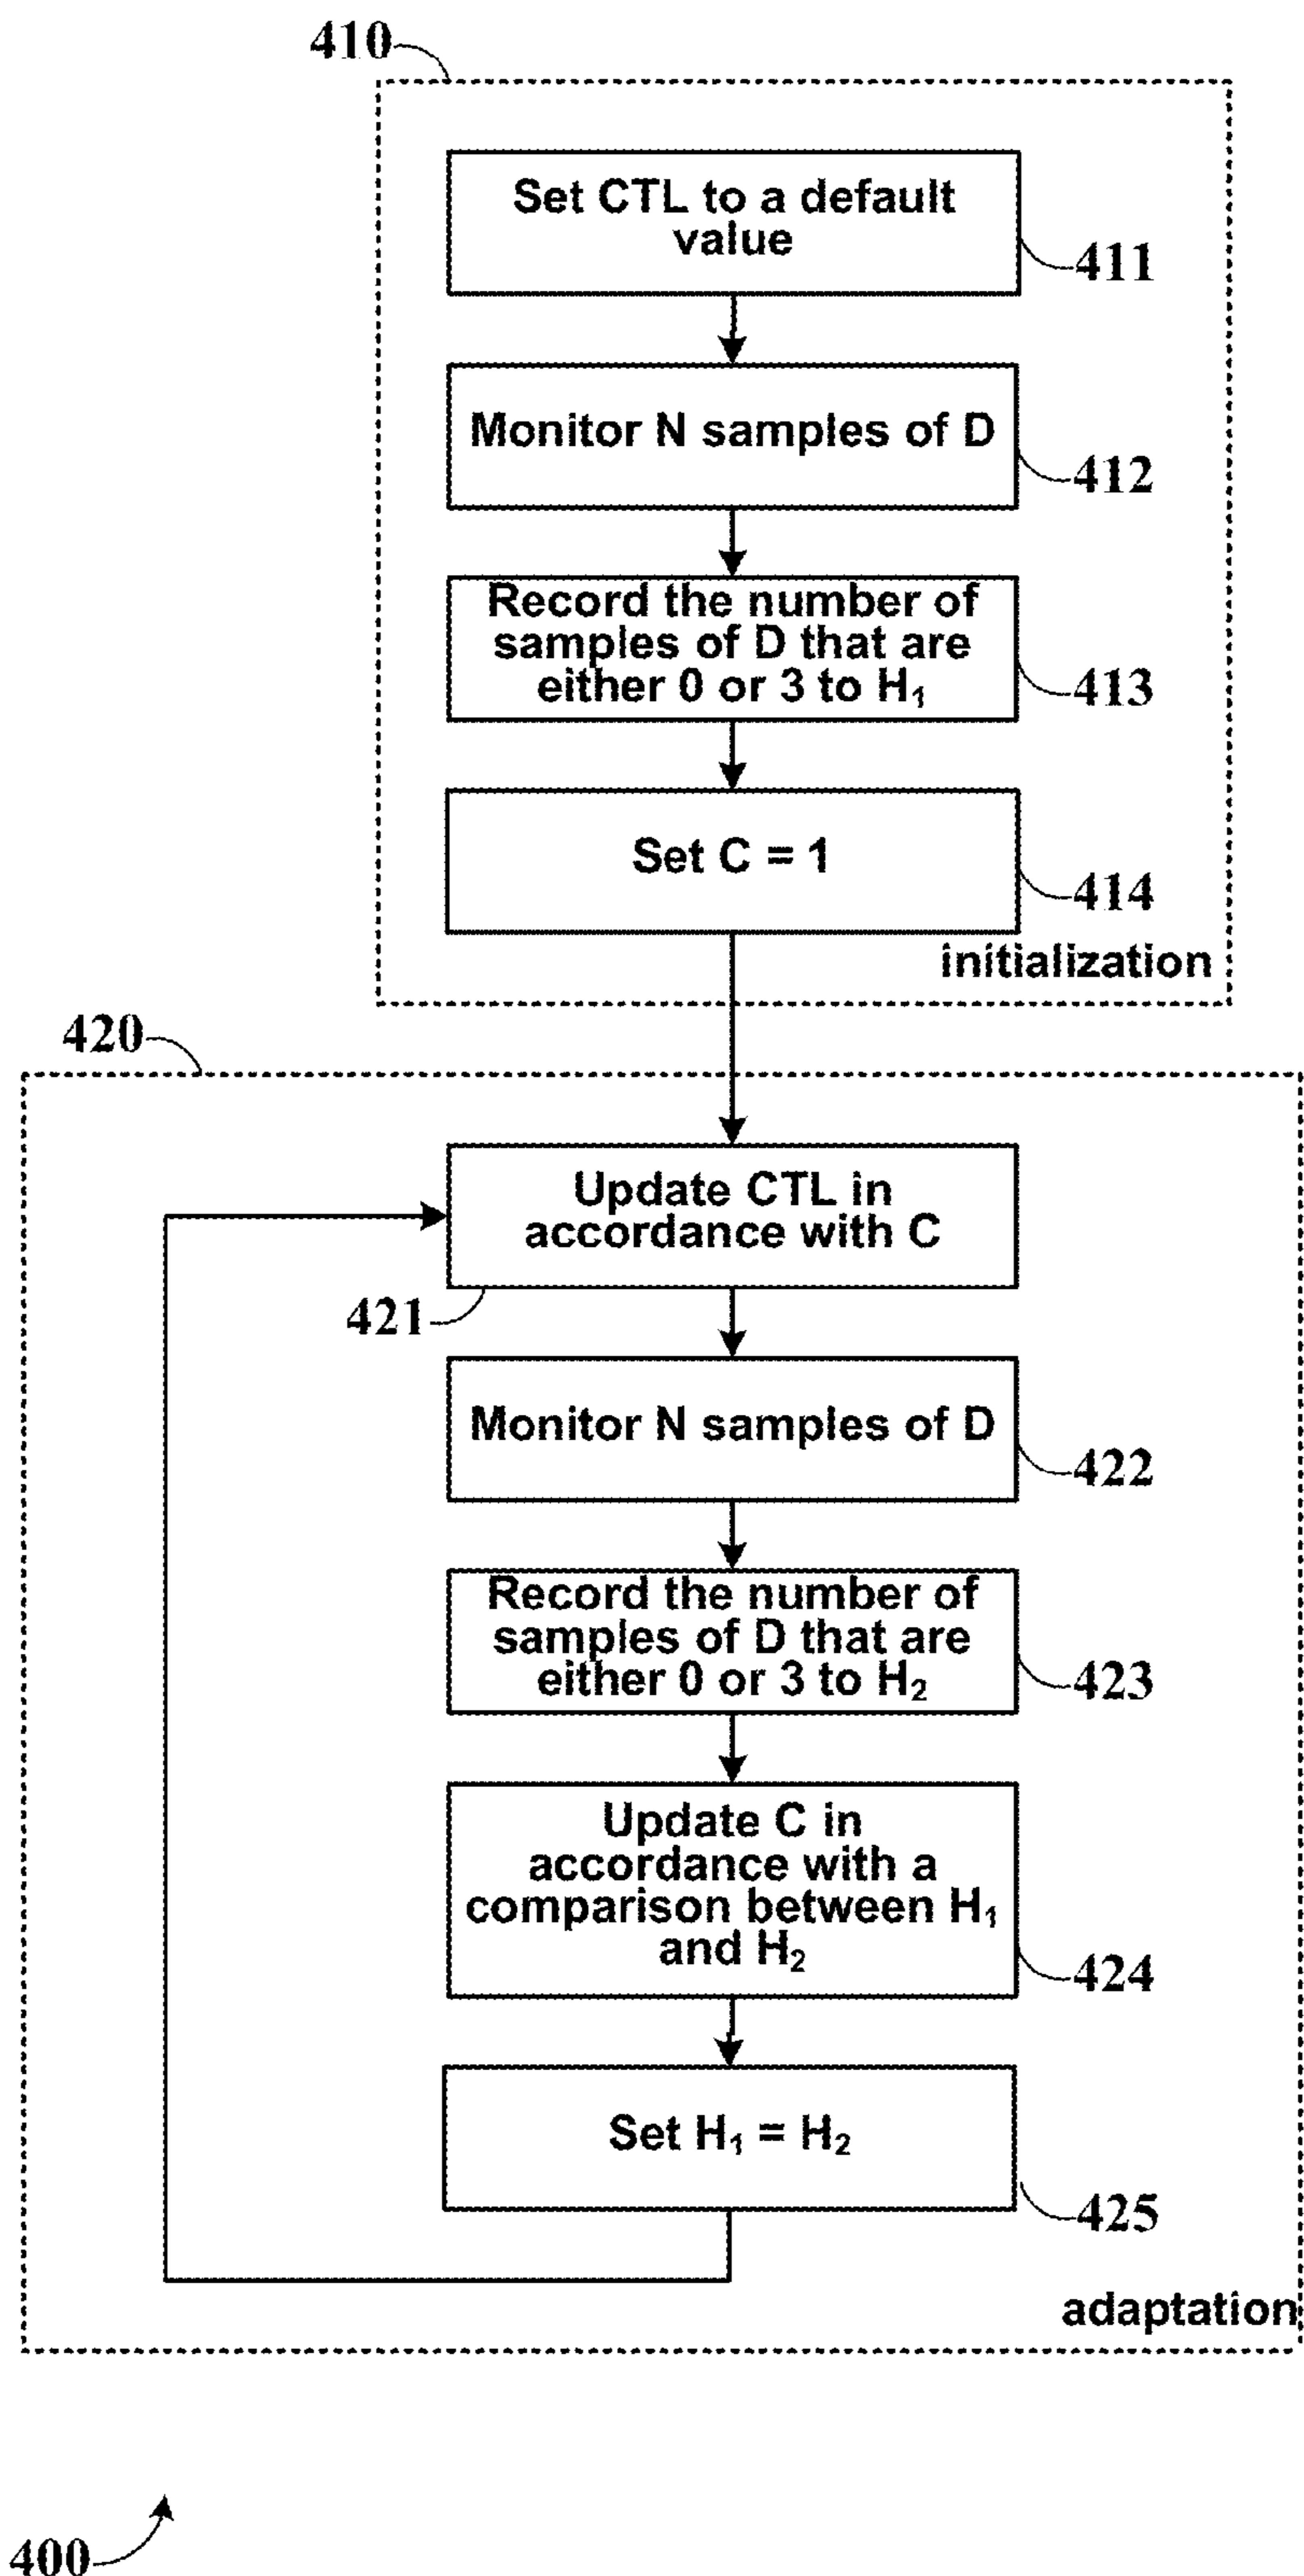 410
Set CTL to a default
value
411
Monitor N samples of D
412
Record the number of
samples of D that are
either 0 or 3 to H₁
413
Set C = 1
414
initialization
420
Update CTL in
accordance with C
421
Monitor N samples of D
422
Record the number of
samples of D that are
either 0 or 3 to H₂
423
Update C in
accordance with a
comparison between H₁
and H₂
424
Set H₁ = H₂
425
adaptation
400